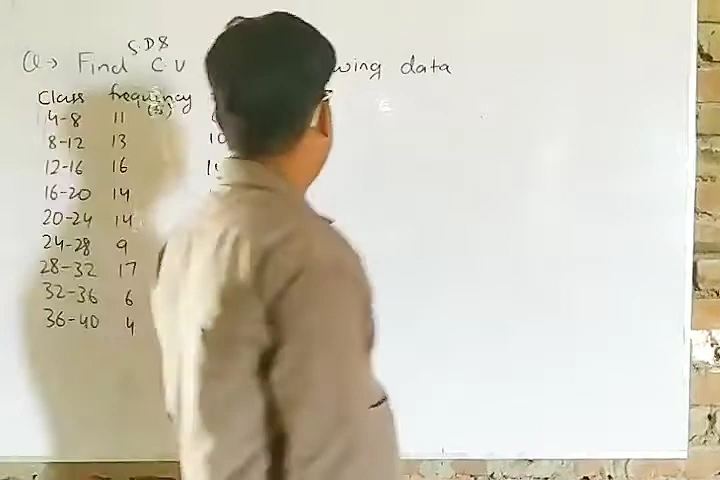 S.D &
Q→ Find C.V wing data
Class frequency
(f)
4-8 11
8-12 13 10
12-16 16
16-20 14
20-24 14
24-28 9
28-32 17
32-36 6
36-40 4